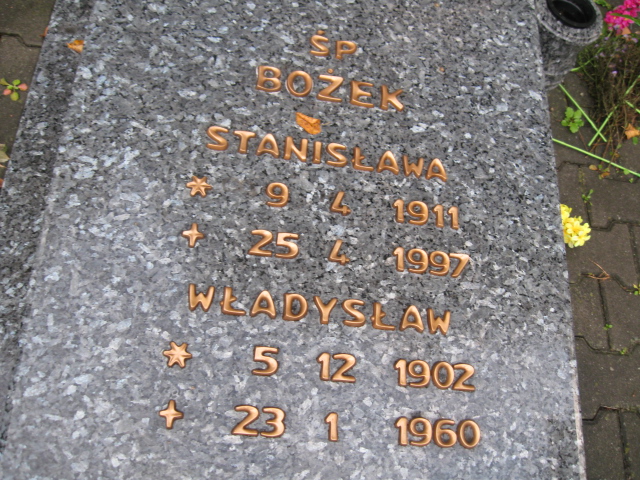 ŚP
BOZEK
STANISŁAWA
* 9 4 1911
+ 25 4 1997
WŁADYSŁAW
* 5 12 1902
+ 23 1 1960